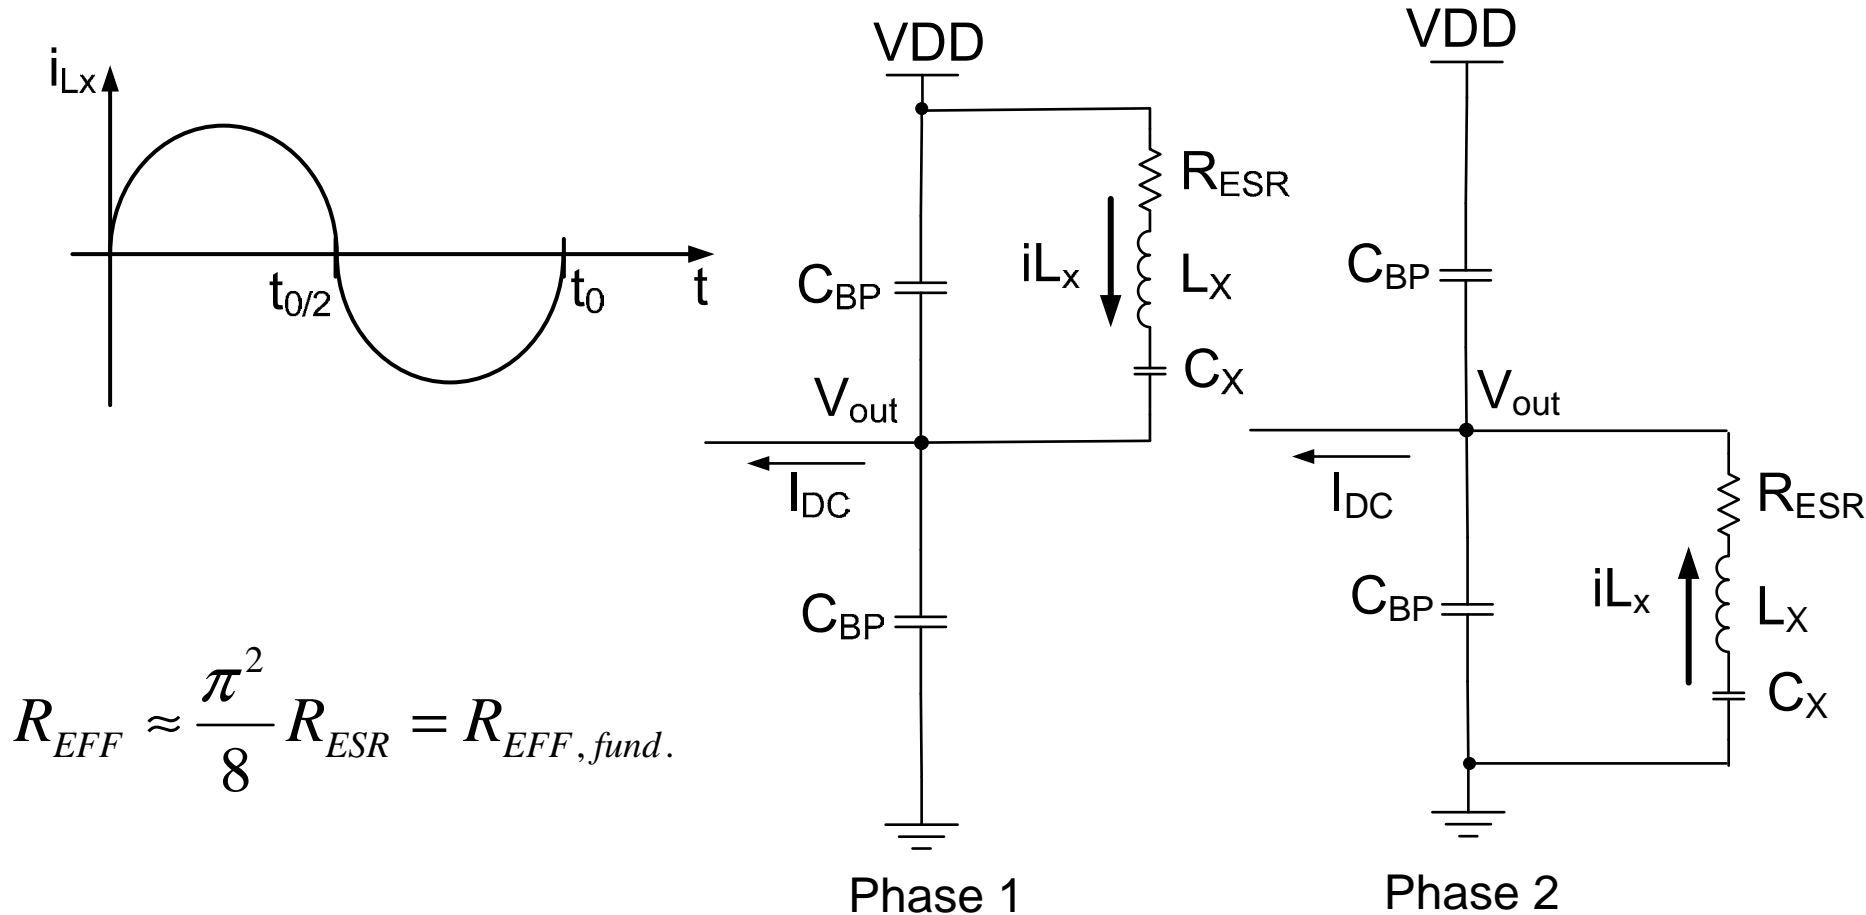 i_Lx
t_0/2
t_0
t
R_EFF ≈ π²/8 R_ESR = R_EFF, fund.
VDD
R_ESR
iL_x
L_X
C_BP
C_X
V_out
I_DC
C_BP
Phase 1
VDD
C_BP
V_out
I_DC
R_ESR
iL_x
L_X
C_BP
C_X
Phase 2